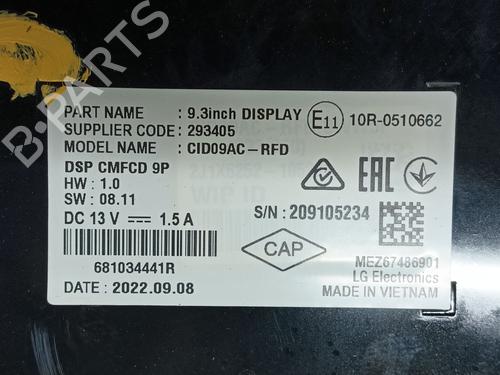 B-PARTS
PART NAME : 9.3inch DISPLAY E11 10R-0510662
SUPPLIER CODE : 293405
MODEL NAME : CID09AC-RFD
DSP CMFCD 9P
HW : 1.0
SW : 08.11
DC 13 V 1.5 A
EAC
S/N : 209105234
681034441R
CAP
MEZ67486901
LG Electronics
DATE : 2022.09.08
MADE IN VIETNAM